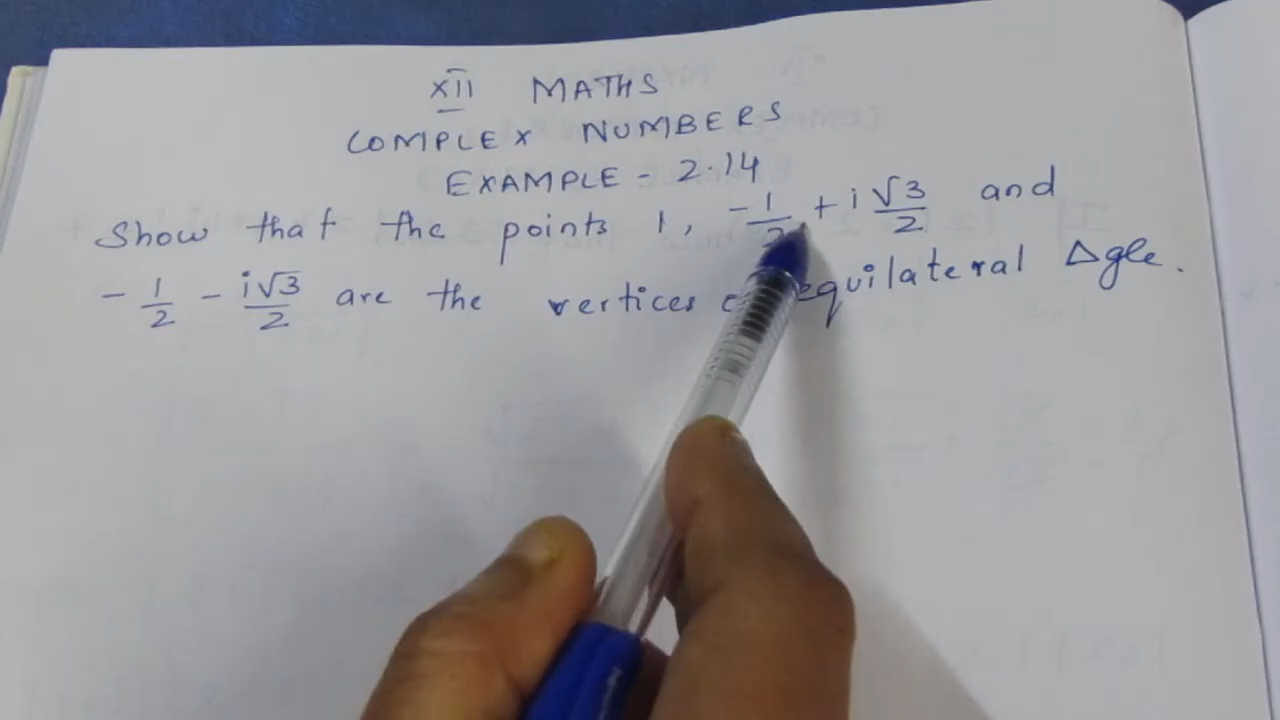 XII MATHS
COMPLEX NUMBERS
EXAMPLE - 2.14
Show that the points 1, -1/2 + i √3/2 and
- 1/2 - i√3/2 are the vertices equilateral Δgle.